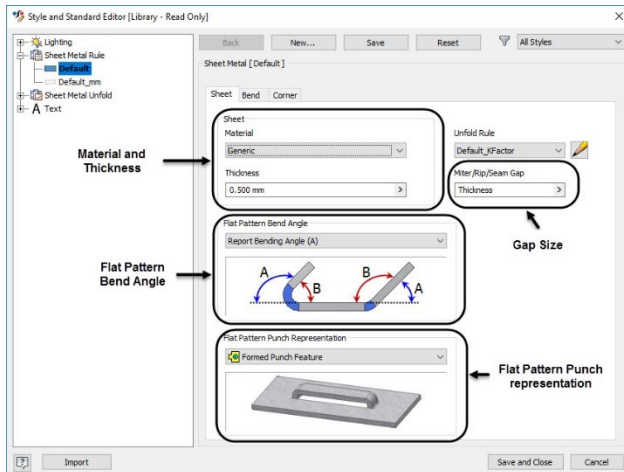 Style and Standard Editor [Library - Read Only]
Lighting
Sheet Metal Rule
Default
Default_mm
Sheet Metal Unfold
Text
Back
New...
Save
Reset
All Styles
Sheet Metal [ Default ]
Sheet
Bend
Corner
Sheet
Material
Generic
Thickness
0.500 mm
Unfold Rule
Default_KFactor
Miter/Rip/Seam Gap
Thickness
Material and
Thickness
Gap Size
Flat Pattern Bend Angle
Report Bending Angle (A)
A
B
B
A
Flat Pattern
Bend Angle
Flat Pattern Punch Representation
Formed Punch Feature
Flat Pattern Punch
representation
?
Import
Save and Close
Cancel